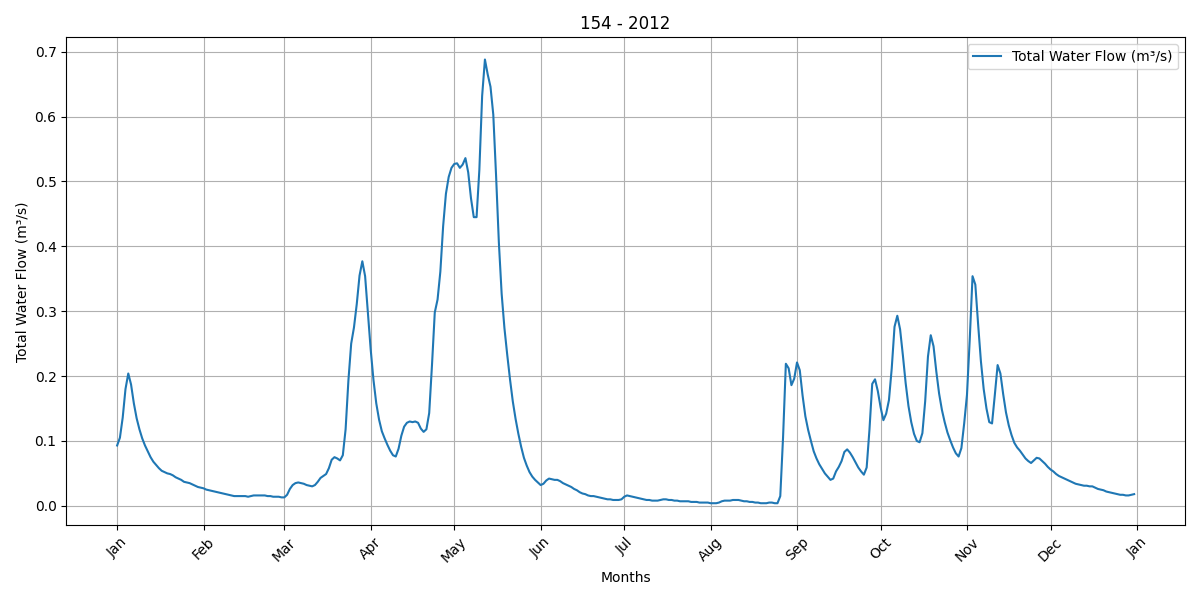 154 - 2012
Total Water Flow (m³/s)
0.7
0.6
0.5
0.4
0.3
0.2
0.1
0.0
Total Water Flow (m³/s)
Jan
Feb
Mar
Apr
May
Jun
Jul
Aug
Sep
Oct
Nov
Dec
Jan
Months